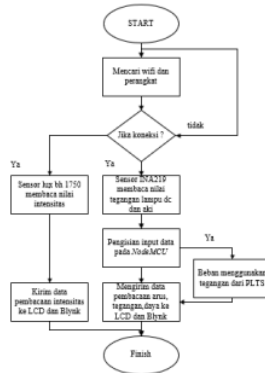 START
Mencari wifi dan
perangkat
tidak
Jika koneksi ?
Ya
Ya
Sensor lux bh 1750
membaca nilai
intensitas
Sensor INA219
membaca nilai
tegangan lampu dc
dan aki
Pengisian input data
pada NodeMCU
Ya
Beban menggunakan
tegangan dari PLTS
Kirim data
pembacaan intensitas
ke LCD dan Blynk
Mengirim data
pembacaan arus,
tegangan,daya ke
LCD dan Blynk
Finish